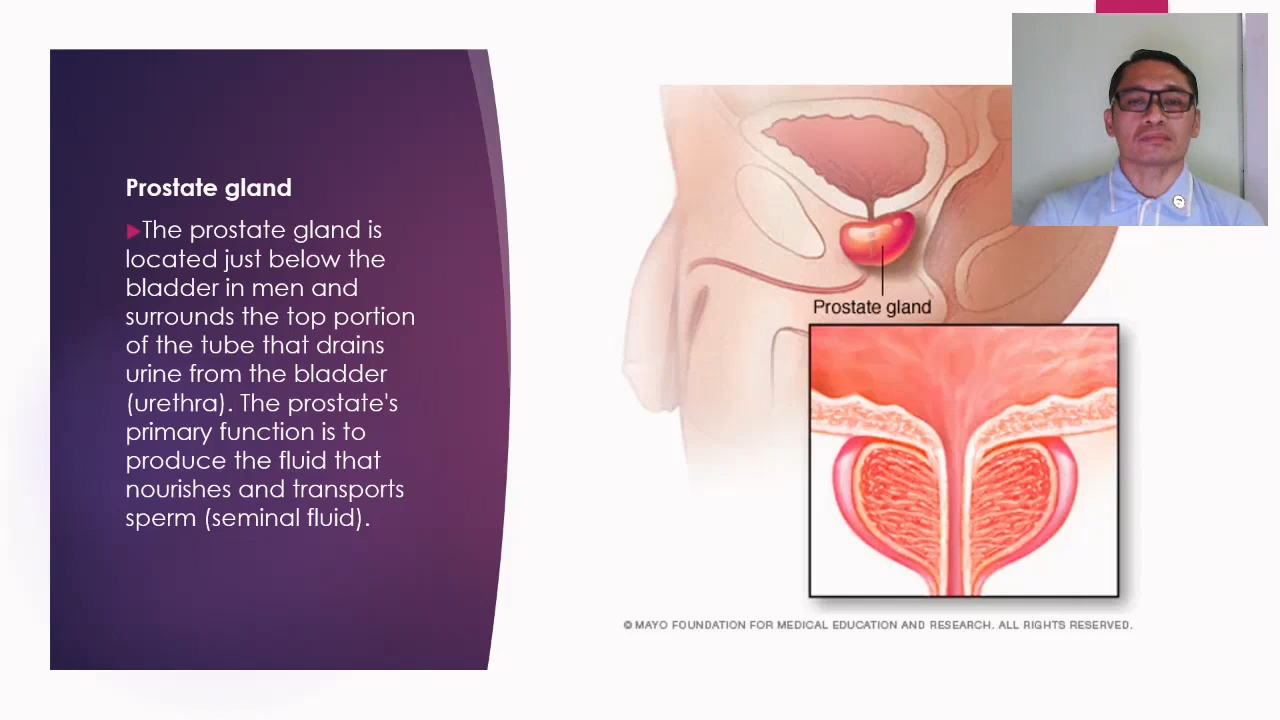 Prostate gland
The prostate gland is
located just below the
bladder in men and
surrounds the top portion
of the tube that drains
urine from the bladder
(urethra). The prostate's
primary function is to
produce the fluid that
nourishes and transports
sperm (seminal fluid).
Prostate gland
© MAYO FOUNDATION FOR MEDICAL EDUCATION AND RESEARCH. ALL RIGHTS RESERVED.